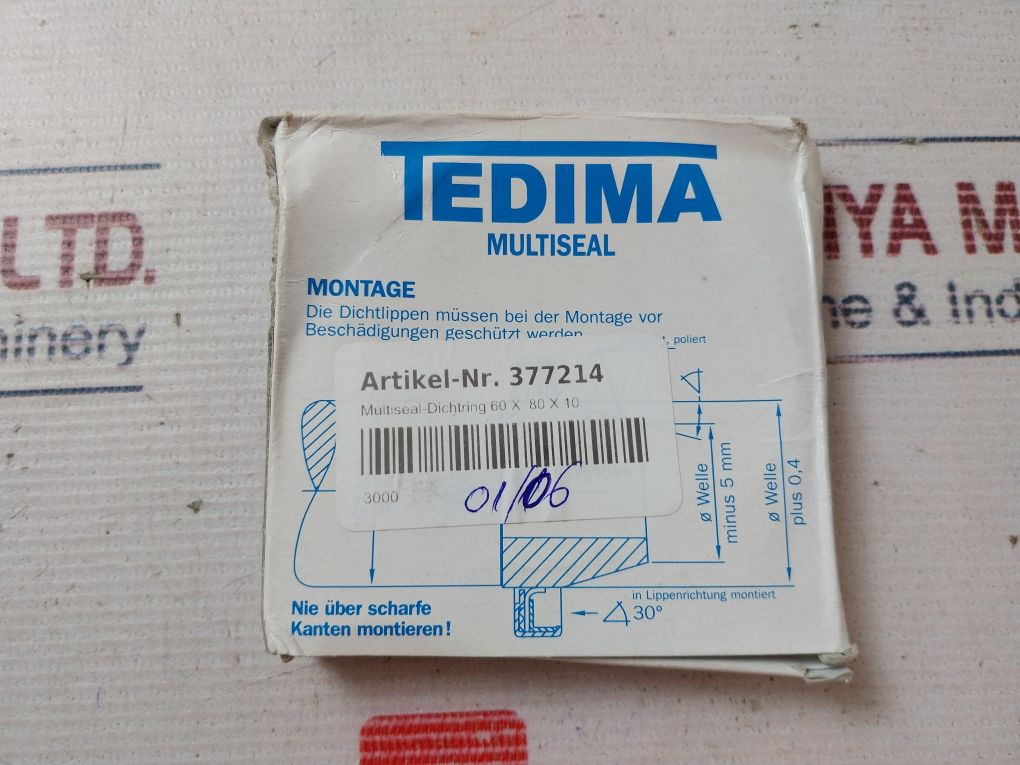 TEDIMA
MULTISEAL
MONTAGE
Die Dichtlippen müssen bei der Montage vor
Beschädigungen geschützt werden
poliert
Artikel-Nr. 377214
Multiseal-Dichtring 60 X 80 X 10
3000
01/06
ø Welle
minus 5 mm
ø Welle
plus 0,4
in Lippenrichtung montiert
30°
Nie über scharfe
Kanten montieren!
LTD.
IYA M
& Ind